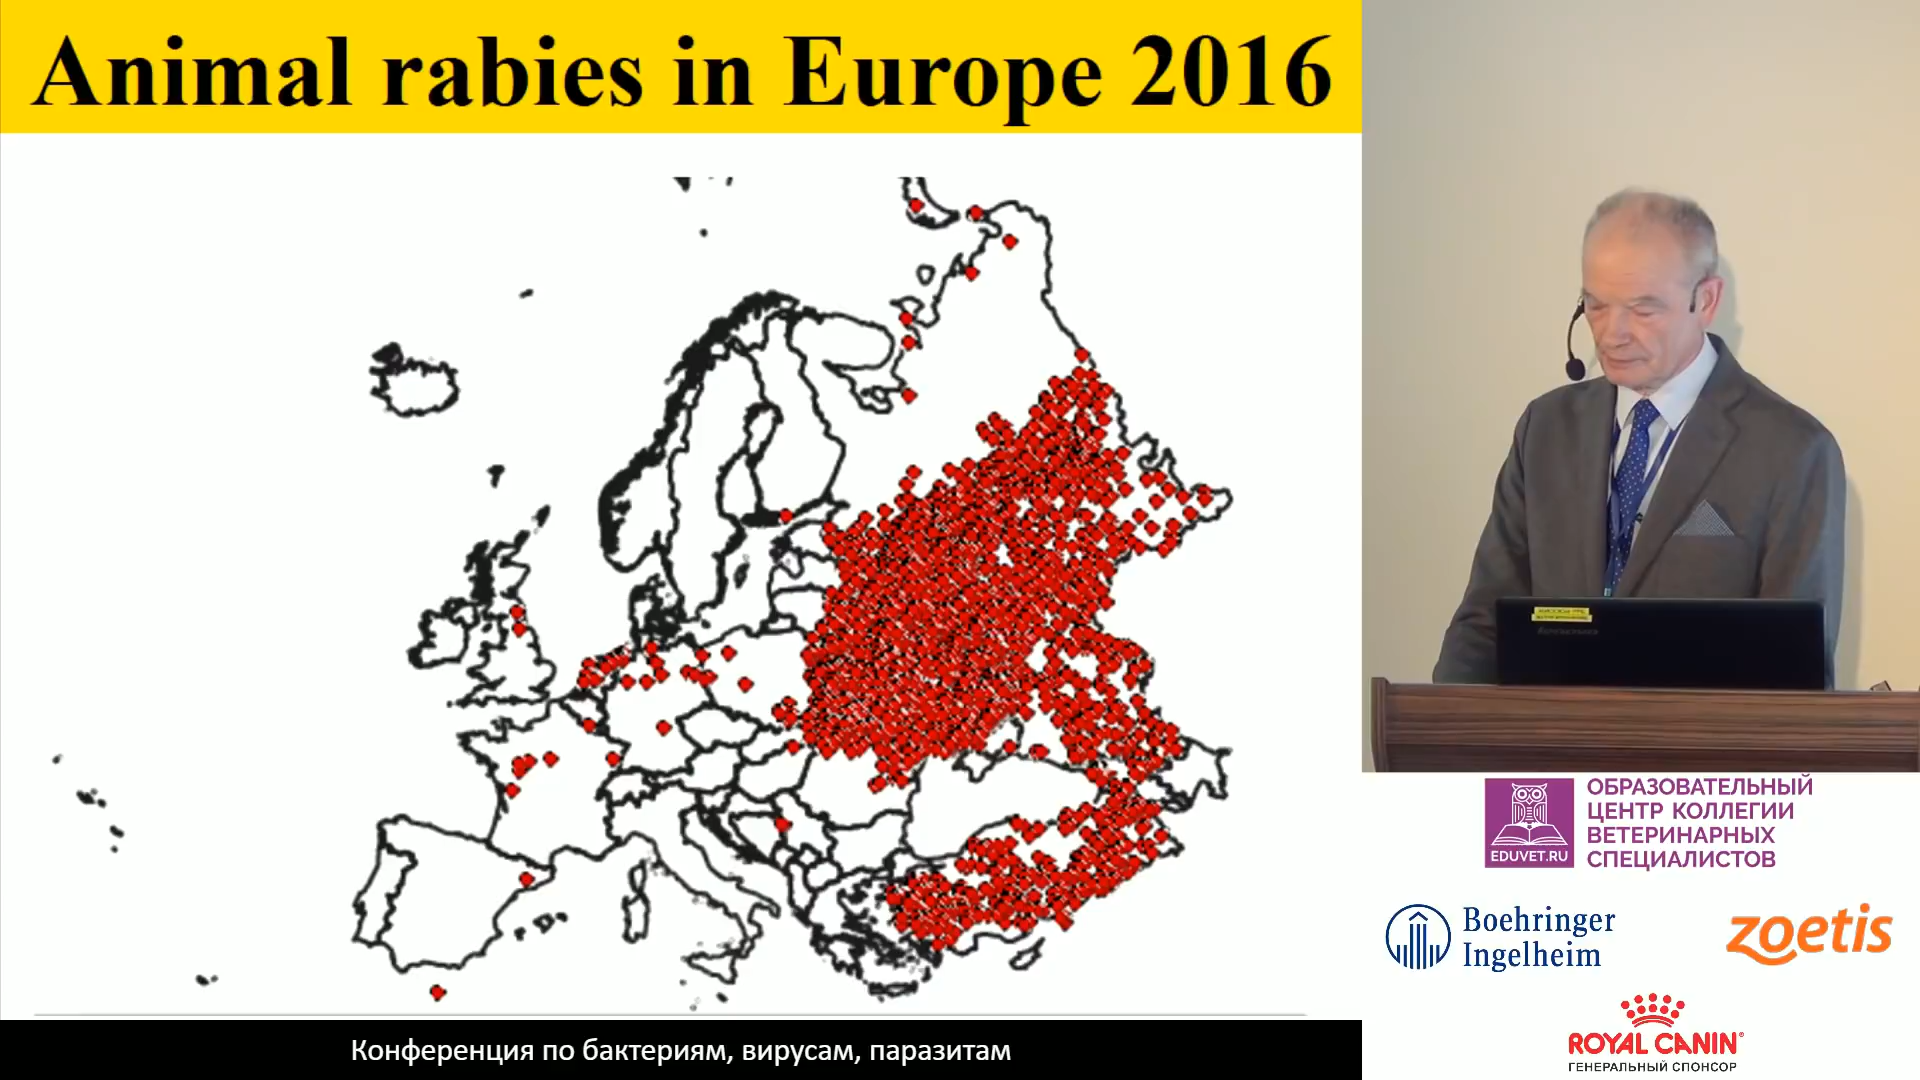 Animal rabies in Europe 2016
ОБРАЗОВАТЕЛЬНЫЙ
ЦЕНТР КОЛЛЕГИИ
ВЕТЕРИНАРНЫХ
СПЕЦИАЛИСТОВ
EDUVET.RU
Boehringer
Ingelheim
zoetis
ROYAL CANIN
ГЕНЕРАЛЬНЫЙ СПОНСОР
Конференция по бактериям, вирусам, паразитам